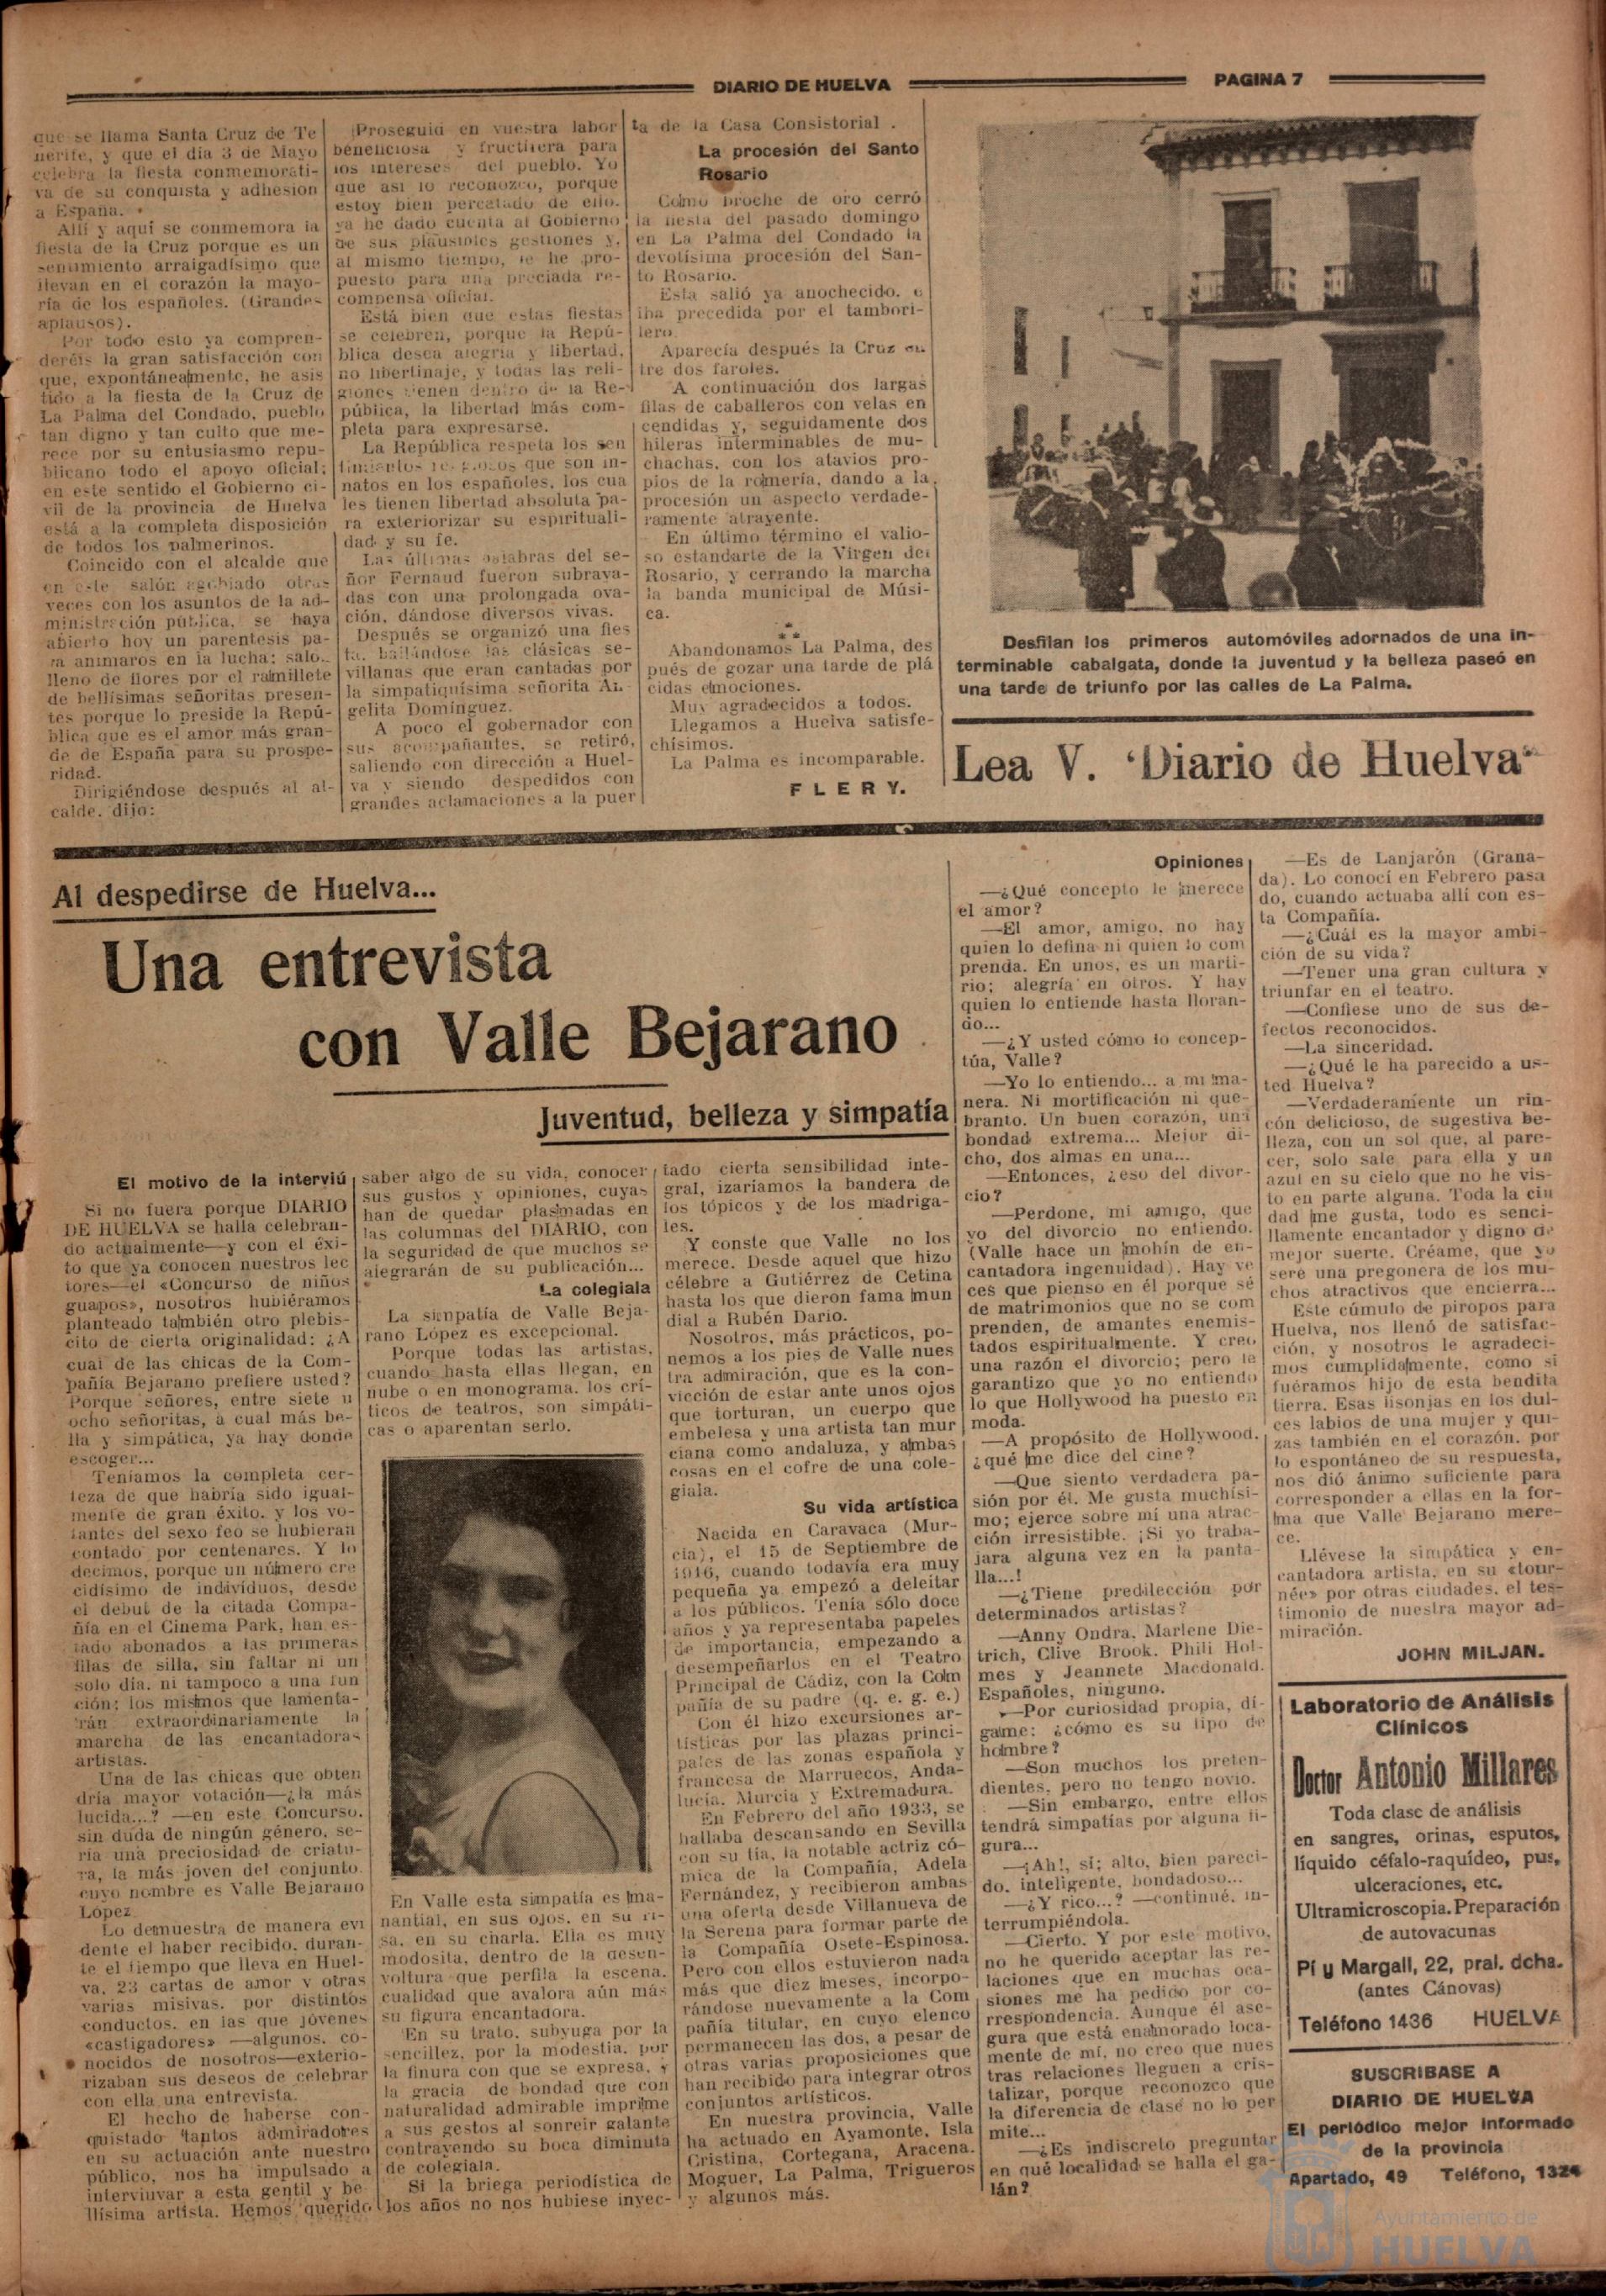 DIARIO DE HUELVA
PAGINA 7
que se llama Santa Cruz de Te
nerife, y que el día 3 de Mayo
celebra la fiesta conmemorati-
va de su conquista y adhesión
a España.
Allí y aquí se conmemora la
fiesta de la Cruz porque es un
sentimiento arraigadísimo que
llevan en el corazón la mayo-
ría de los españoles. (Grandes
aplausos).
Por todo esto ya compren-
deréis la gran satisfacción con
que, expontáneamente, he asis
tido a la fiesta de la Cruz de
La Palma del Condado, pueblo
tan digno y tan culto que me-
rece por su entusiasmo repu-
blicano todo el apoyo oficial;
en este sentido el Gobierno ci-
vil de la provincia de Huelva
está a la completa disposición
de todos los palmerinos.
Coincido con el alcalde que
en este salón agobiado otras
veces con los asuntos de la ad-
ministración pública, se haya
abierto hoy un parentesis pa-
ra animaros en la lucha; salo..
lleno de flores por el ramillete
de bellísimas señoritas presen-
tes porque lo preside la Repú-
blica que es el amor más gran-
de de España para su prospe-
ridad.
Dirigiéndose después al al-
calde, dijo:
¡Proseguid en vuestra labor
beneficiosa y fructífera para
los intereses del pueblo. Yo
que así lo reconozco, porque
estoy bien percatado de ello.
ya he dado cuenta al Gobierno
de sus plausibles gestiones y,
al mismo tiempo, le he pro-
puesto para una preciada re-
compensa oficial.
Está bien que estas fiestas
se celebren, porque la Repú-
blica desea alegría y libertad,
no libertinaje, y todas las reli-
giones tienen dentro de la Re-
pública, la libertad más com-
pleta para expresarse.
La República respeta los sen
timientos religiosos que son in-
natos en los españoles, los cua
les tienen libertad absoluta pa-
ra exteriorizar su espirituali-
dad y su fe.
Las últimas palabras del se-
ñor Fernaud fueron subraya-
das con una prolongada ova-
ción, dándose diversos vivas.
Después se organizó una fies
ta, bailándose las clásicas se-
villanas que eran cantadas por
la simpatiquísima señorita An-
gelita Domínguez.
A poco el gobernador con
sus acompañantes, se retiró,
saliendo con dirección a Huel-
va y siendo despedidos con
grandes aclamaciones a la puer
ta de la Casa Consistorial .
La procesión del Santo
Rosario
Como broche de oro cerró
la fiesta del pasado domingo
en La Palma del Condado la
devotísima procesión del San-
to Rosario.
Esta salió ya anochecido, e
iba precedida por el tambori-
lero.
Aparecía después la Cruz en
tre dos faroles.
A continuación dos largas
filas de caballeros con velas en
cendidas y, seguidamente dos
hileras interminables de mu-
chachas, con los atavios pro-
pios de la romería, dando a la
procesión un aspecto verdade-
ramente atrayente.
En último término el valio-
so estandarte de la Virgen del
Rosario, y cerrando la marcha
la banda municipal de Músi-
ca.
* * *
Abandonamos La Palma, des
pués de gozar una tarde de plá
cidas emociones.
Muy agradecidos a todos.
Llegamos a Huelva satisfe-
chísimos.
La Palma es incomparable.
FLERY.
Desfilan los primeros automóviles adornados de una in-
terminable cabalgata, donde la juventud y la belleza paseó en
una tarde de triunfo por las calles de La Palma.
Lea V. 'Diario de Huelva'
Al despedirse de Huelva...
Una entrevista
con Valle Bejarano
Juventud, belleza y simpatía
El motivo de la interviú
Si no fuera porque DIARIO
DE HUELVA se halla celebran-
do actualmente—y con el éxi-
to que ya conocen nuestros lec
tores—el «Concurso de niños
guapos», nosotros hubiéramos
planteado también otro plebis-
cito de cierta originalidad: ¿A
cual de las chicas de la Com-
pañía Bejarano prefiere usted?
Porque señores, entre siete u
ocho señoritas, a cual más be-
lla y simpática, ya hay donde
escoger...
Teníamos la completa cer-
teza de que habría sido igual-
mente de gran éxito, y los vo-
tantes del sexo feo se hubieran
contado por centenares. Y lo
decimos, porque un número cre
cidísimo de indivíduos, desde
el debut de la citada Compa-
ñía en el Cinema Park, han es-
tado abonados a las primeras
filas de silla, sin faltar ni un
solo día, ni tampoco a una fun
ción; los mismos que lamenta-
rán extraordinariamente la
marcha de las encantadoras
artistas.
Una de las chicas que obten
dría mayor votación—¿la más
lucida...? —en este Concurso,
sin duda de ningún género, se-
ría una preciosidad de criatu-
ra, la más joven del conjunto,
cuyo nombre es Valle Bejarano
López.
Lo demuestra de manera evi
dente el haber recibido, duran-
te el tiempo que lleva en Huel-
va, 23 cartas de amor y otras
varias misivas, por distintos
conductos, en las que jóvenes
«castigadores» —algunos, co-
nocidos de nosotros—exterio-
rizaban sus deseos de celebrar
con ella una entrevista.
El hecho de haberse con-
quistado tantos admiradores
en su actuación ante nuestro
público, nos ha impulsado a
interviuvar a esta gentil y be-
llísima artista. Hemos querido
saber algo de su vida, conocer
sus gustos y opiniones, cuyas
han de quedar plasmadas en
las columnas del DIARIO, con
la seguridad de que muchos se
alegrarán de su publicación...
La colegiala
La simpatía de Valle Beja-
rano López es excepcional.
Porque todas las artistas,
cuando hasta ellas llegan, en
nube o en monograma, los crí-
ticos de teatros, son simpáti-
cas o aparentan serlo.
En Valle esta simpatía es ma-
nantial, en sus ojos, en su ri-
sa, en su charla. Ella es muy
modosita, dentro de la desen-
voltura que perfila la escena,
cualidad que avalora aún más
su figura encantadora.
En su trato, subyuga por la
sencillez, por la modestia, por
la finura con que se expresa, y
la gracia de bondad que con
naturalidad admirable imprime
a sus gestos al sonreir galante
contrayendo su boca diminuta
de colegiala.
Si la briega periodística de
los años no nos hubiese inyec-
tado cierta sensibilidad inte-
gral, izaríamos la bandera de
los tópicos y de los madriga-
les.
Y conste que Valle no los
merece. Desde aquel que hizo
célebre a Gutiérrez de Cetina
hasta los que dieron fama mun
dial a Rubén Dario.
Nosotros, más prácticos, po-
nemos a los pies de Valle nues
tra admiración, que es la con-
vicción de estar ante unos ojos
que torturan, un cuerpo que
embelesa y una artista tan mur
ciana como andaluza, y ambas
cosas en el cofre de una cole-
giala.
Su vida artística
Nacida en Caravaca (Mur-
cia), el 15 de Septiembre de
1916, cuando todavía era muy
pequeña ya empezó a deleitar
a los públicos. Tenía sólo doce
años y ya representaba papeles
de importancia, empezando a
desempeñarlos en el Teatro
Principal de Cádiz, con la Com
pañía de su padre (q. e. g. e.)
Con él hizo excursiones ar-
tísticas por las plazas princi-
pales de las zonas española y
francesa de Marruecos, Anda-
lucía, Murcia y Extremadura.
En Febrero del año 1933, se
hallaba descansando en Sevilla
con su tía, la notable actriz có-
mica de la Compañía, Adela
Fernández, y recibieron ambas
una oferta desde Villanueva de
la Serena para formar parte de
la Compañía Osete-Espinosa.
Pero con ellos estuvieron nada
más que diez meses, incorpo-
rándose nuevamente a la Com
pañía titular, en cuyo elenco
permanecen las dos, a pesar de
otras varias proposiciones que
han recibido para integrar otros
conjuntos artísticos.
En nuestra provincia, Valle
ha actuado en Ayamonte, Isla
Cristina, Cortegana, Aracena.
Moguer, La Palma, Trigueros
y algunos más.
Opiniones
—¿Qué concepto le merece
el amor?
—El amor, amigo, no hay
quien lo defina ni quien lo com
prenda. En unos, es un marti-
rio; alegría en otros. Y hay
quien lo entiende hasta lloran-
do...
—¿Y usted cómo lo concep-
túa, Valle?
—Yo lo entiendo... a mi ma-
nera. Ni mortificación ni que-
branto. Un buen corazón, una
bondad extrema... Mejor di-
cho, dos almas en una...
—Entonces, ¿eso del divor-
cio?
—Perdone, mi amigo, que
yo del divorcio no entiendo.
(Valle hace un mohín de en-
cantadora ingenuidad). Hay ve
ces que pienso en él porque sé
de matrimonios que no se com
prenden, de amantes enemis-
tados espiritualmente. Y creo
una razón el divorcio; pero le
garantizo que yo no entiendo
lo que Hollywood ha puesto en
moda.
—A propósito de Hollywood.
¿qué me dice del cine?
—Que siento verdadera pa-
sión por él. Me gusta muchísi-
mo; ejerce sobre mí una atrac-
ción irresistible. ¡Si yo traba-
jara alguna vez en la panta-
lla...!
—¿Tiene predilección por
determinados artistas?
—Anny Ondra, Marlene Die-
trich, Clive Brook. Phili Hol-
mes y Jeannete Macdonald.
Españoles, ninguno.
—Por curiosidad propia, dí-
game: ¿cómo es su tipo de
hombre?
—Son muchos los preten-
dientes, pero no tengo novio.
—Sin embargo, entre ellos
tendrá simpatías por alguna fi-
gura...
—¡Ah!, si; alto, bien pareci-
do, inteligente, bondadoso...
—¿Y rico...? —continué, in-
terrumpiéndola.
—Cierto. Y por este motivo,
no he querido aceptar las re-
laciones que en muchas oca-
siones me ha pedido por co-
rrespondencia. Aunque él ase-
gura que está enamorado loca-
mente de mí, no creo que nues
tras relaciones lleguen a cris-
talizar, porque reconozco que
la diferencia de clase no lo per
mite...
—¿Es indiscreto preguntar
en qué localidad se halla el ga-
lán?
—Es de Lanjarón (Grana-
da). Lo conocí en Febrero pasa
do, cuando actuaba allí con es-
ta Compañía.
—¿Cuál es la mayor ambi-
ción de su vida?
—Tener una gran cultura y
triunfar en el teatro.
—Confiese uno de sus de-
fectos reconocidos.
—La sinceridad.
—¿Qué le ha parecido a us-
ted Huelva?
—Verdaderamente un rin-
cón delicioso, de sugestiva be-
lleza, con un sol que, al pare-
cer, solo sale para ella y un
azul en su cielo que no he vis-
to en parte alguna. Toda la ciu
dad me gusta, todo es senci-
llamente encantador y digno de
mejor suerte. Créame, que yo
seré una pregonera de los mu-
chos atractivos que encierra...
Este cúmulo de piropos para
Huelva, nos llenó de satisfac-
ción, y nosotros le agradeci-
mos cumplidamente, como si
fuéramos hijo de esta bendita
tierra. Esas lisonjas en los dul-
ces labios de una mujer y qui-
zas también en el corazón, por
lo espontáneo de su respuesta,
nos dió ánimo suficiente para
corresponder a ellas en la for-
ma que Valle Bejarano mere-
ce.
Llévese la simpática y en-
cantadora artista, en su «tour-
née» por otras ciudades, el tes-
timonio de nuestra mayor ad-
miración.
JOHN MILJAN.
Laboratorio de Análisis
Clínicos
Doctor Antonio Millares
Toda clase de análisis
en sangres, orinas, esputos,
líquido céfalo-raquídeo, pus,
ulceraciones, etc.
Ultramicroscopia. Preparación
de autovacunas
Pí y Margall, 22, pral. dcha.
(antes Cánovas)
Teléfono 1436 HUELVA
SUSCRIBASE A
DIARIO DE HUELVA
El periódico mejor informado
de la provincia
Apartado, 49 Teléfono, 1324
Ayuntamiento de
HUELVA